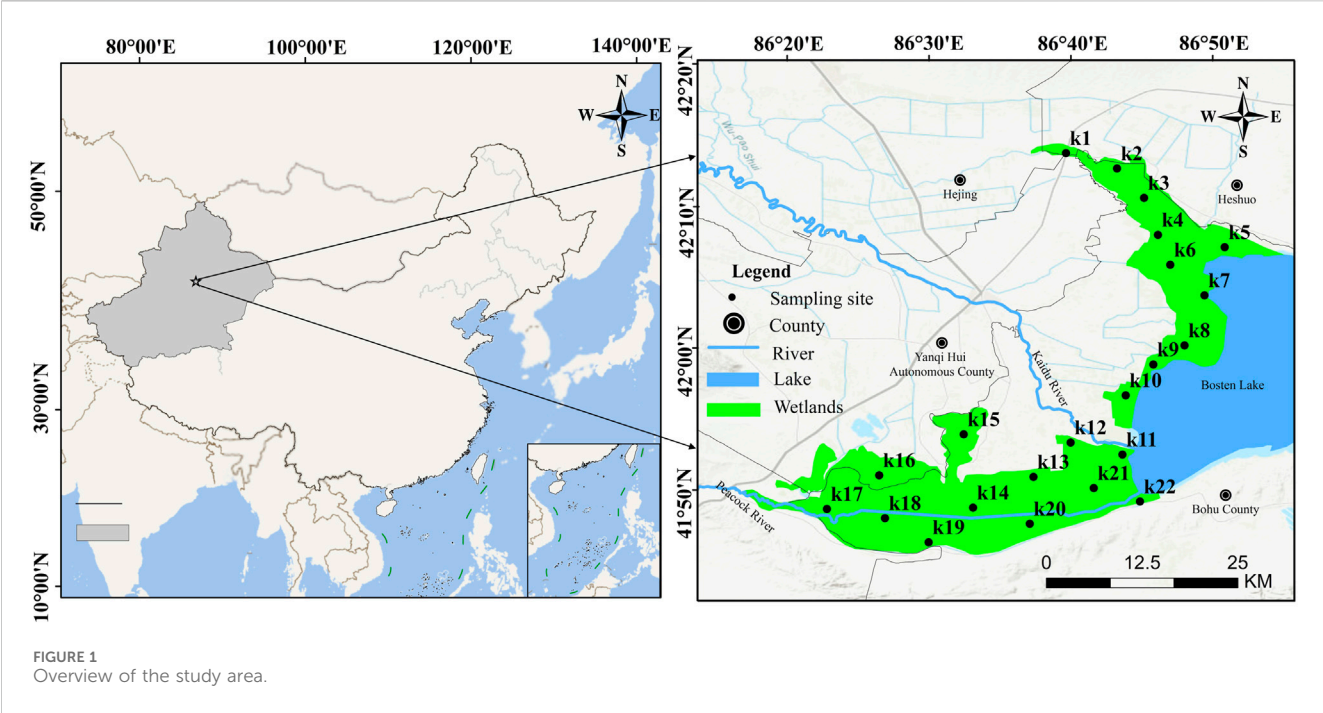 80°00'E 100°00'E 120°00'E 140°00'E
50°00'N
30°00'N
10°00'N
N
W E
S
86°20'E 86°30'E 86°40'E 86°50'E
42°20'N
42°10'N
42°00'N
41°50'N
N
W E
S
Wu-Pao Shui
Hejing
Heshuo
k1
k2
k3
k4
k5
k6
k7
k8
k9
k10
Legend
Sampling site
County
River
Lake
Wetlands
Yanqi Hui
Autonomous County
Kaidu River
Bosten Lake
k15
k12
k11
k16
k13
k21
k17
k18
k14
k20
k22
k19
Peacock River
Bohu County
0 12.5 25
KM
FIGURE 1
Overview of the study area.